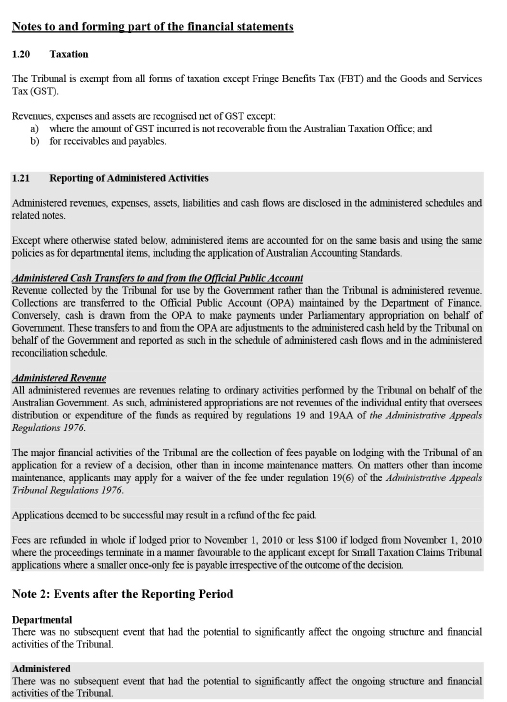 Notes to and forming part of the financial statements
1.20 Taxation
The Tribunal is exempt from all forms of taxation except Fringe Benefits Tax (FBT) and the Goods and Services
Tax (GST).
Revenues, expenses and assets are recognised net of GST except:
a) where the amount of GST incurred is not recoverable from the Australian Taxation Office; and
b) for receivables and payables.
1.21 Reporting of Administered Activities
Administered revenues, expenses, assets, liabilities and cash flows are disclosed in the administered schedules and
related notes.
Except where otherwise stated below, administered items are accounted for on the same basis and using the same
policies as for departmental items, including the application of Australian Accounting Standards.
Administered Cash Transfers to and from the Official Public Account
Revenue collected by the Tribunal for use by the Government rather than the Tribunal is administered revenue.
Collections are transferred to the Official Public Account (OPA) maintained by the Department of Finance.
Conversely, cash is drawn from the OPA to make payments under Parliamentary appropriation on behalf of
Government. These transfers to and from the OPA are adjustments to the administered cash held by the Tribunal on
behalf of the Government and reported as such in the schedule of administered cash flows and in the administered
reconciliation schedule.
Administered Revenue
All administered revenues are revenues relating to ordinary activities performed by the Tribunal on behalf of the
Australian Government. As such, administered appropriations are not revenues of the individual entity that oversees
distribution or expenditure of the funds as required by regulations 19 and 19AA of the Administrative Appeals
Regulations 1976.
The major financial activities of the Tribunal are the collection of fees payable on lodging with the Tribunal of an
application for a review of a decision, other than in income maintenance matters. On matters other than income
maintenance, applicants may apply for a waiver of the fee under regulation 19(6) of the Administrative Appeals
Tribunal Regulations 1976.
Applications deemed to be successful may result in a refund of the fee paid.
Fees are refunded in whole if lodged prior to November 1, 2010 or less $100 if lodged from November 1, 2010
where the proceedings terminate in a manner favourable to the applicant except for Small Taxation Claims Tribunal
applications where a smaller once-only fee is payable irrespective of the outcome of the decision.
Note 2: Events after the Reporting Period
Departmental
There was no subsequent event that had the potential to significantly affect the ongoing structure and financial
activities of the Tribunal.
Administered
There was no subsequent event that had the potential to significantly affect the ongoing structure and financial
activities of the Tribunal.